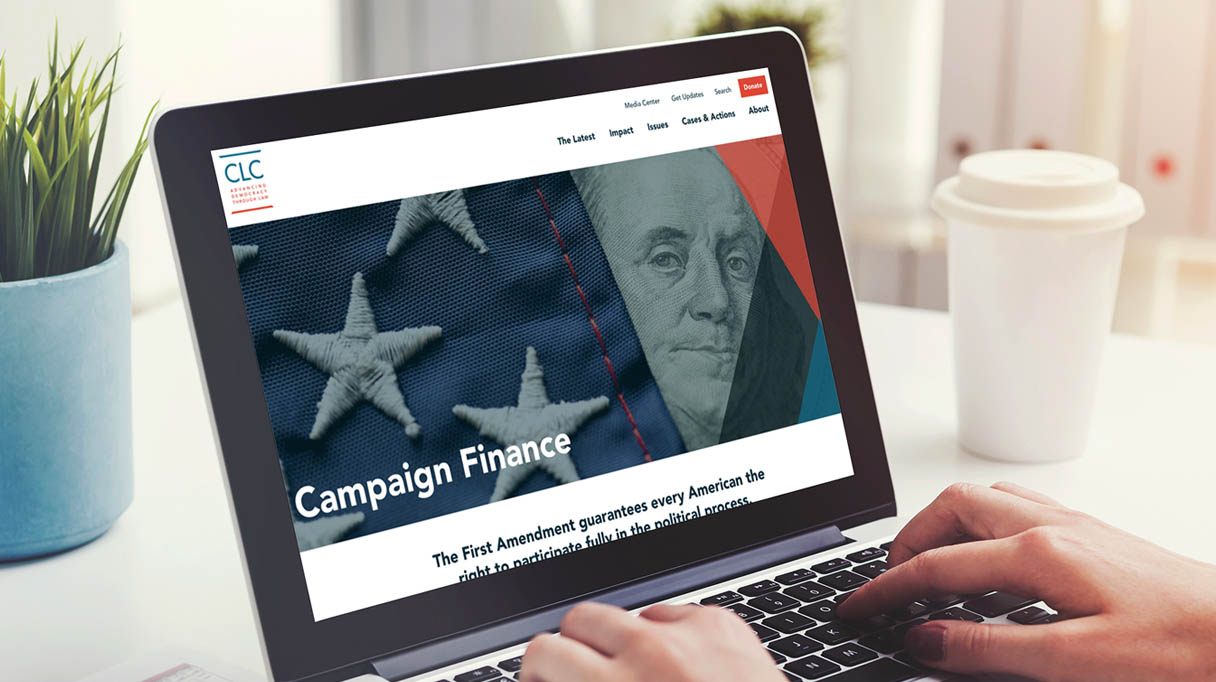 Media Center Get Updates Search Donate
The Latest Impact Issues Cases & Actions About
CLC
ADVANCING
DEMOCRACY
THROUGH LAW
Campaign Finance
The First Amendment guarantees every American the
right to participate fully in the political process.